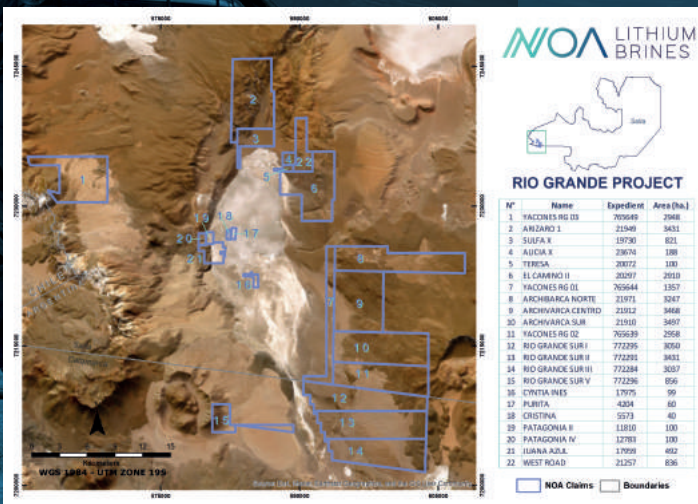 NOA LITHIUM
BRINES
Salta
RIO GRANDE PROJECT
N° Name Expedient Area (ha.)
1 YACONES RG 03 765649 2948
2 ARIZARO 1 21949 3431
3 SULFA X 19730 821
4 ALICIA X 23674 188
5 TERESA 20072 100
6 EL CAMINO II 20297 2910
7 YACONES RG 01 765644 1357
8 ARCHIBARCA NORTE 21971 3247
9 ARCHIVARCA CENTRO 21912 3468
10 ARCHIVARCA SUR 21910 3497
11 YACONES RG 02 765639 2958
12 RIO GRANDE SUR I 772295 3050
13 RIO GRANDE SUR II 772291 3431
14 RIO GRANDE SUR III 772284 3037
15 RIO GRANDE SUR V 772296 856
16 CYNTIA INES 17975 99
17 PURITA 4204 60
18 CRISTINA 5573 40
19 PATAGONIA II 11810 100
20 PATAGONIA IV 12783 100
21 JUANA AZUL 17959 492
22 WEST ROAD 21257 836
NOA Claims Boundaries
2
3
4 22
5
6
1
19 18
17
20
21
16
8
7
9
10
11
12
13
14
15
0 3 6 9 12 15
Kilometers
WGS 1984 - UTM ZONE 19S